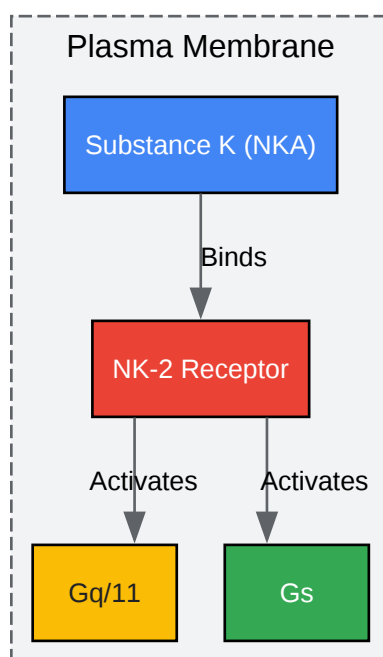 Plasma Membrane
Substance K (NKA)
Binds
NK-2 Receptor
Activates
Activates
Gq/11
Gs